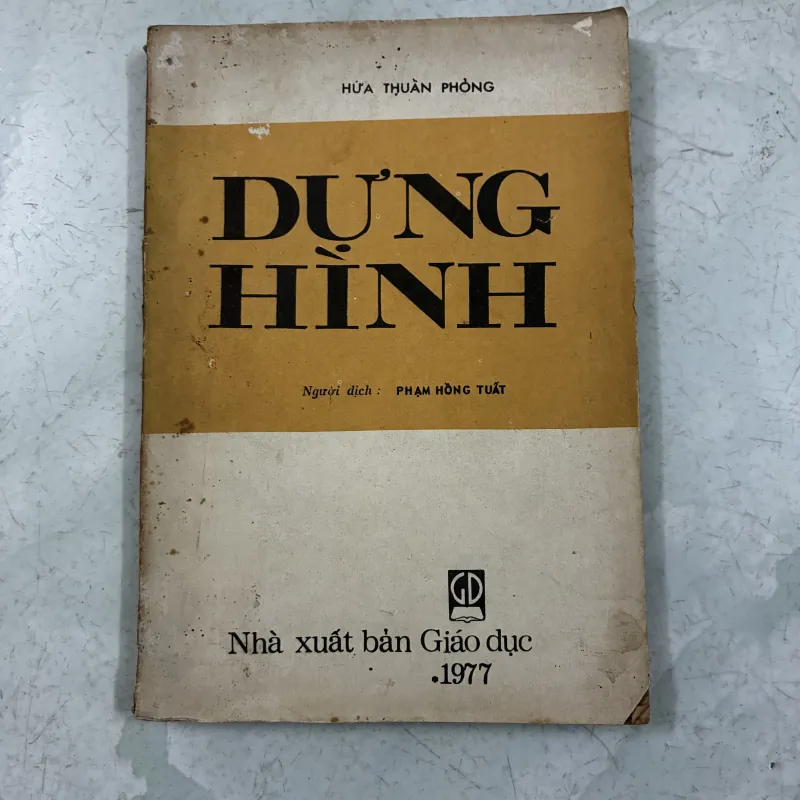 HỨA THUẦN PHỎNG
DỰNG
HÌNH
Người dịch : PHẠM HỒNG TUẤT
GD
Nhà xuất bản Giáo dục
1977